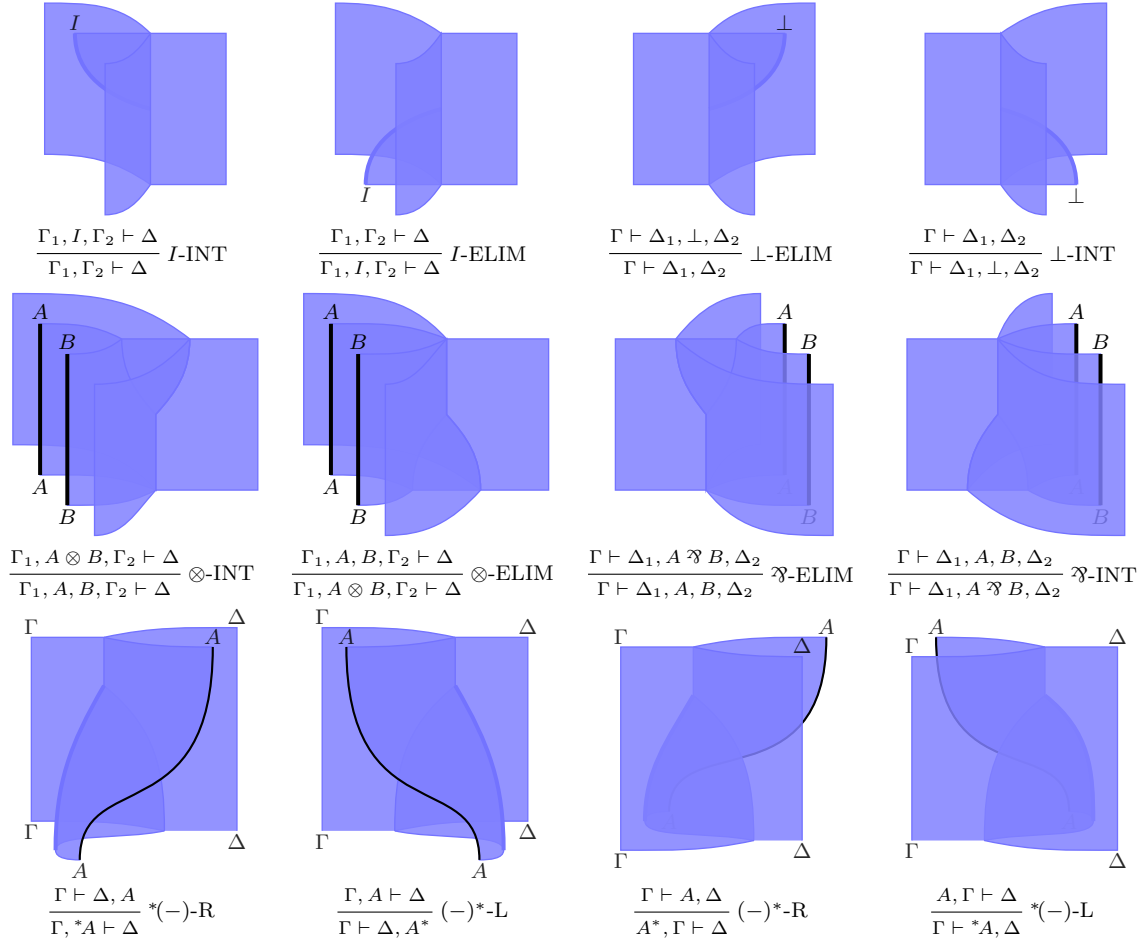 I ⊥
I ⊥
Γ₁, I, Γ₂ ⊢ Δ
Γ₁, Γ₂ ⊢ Δ
I-INT
Γ₁, Γ₂ ⊢ Δ
Γ₁, I, Γ₂ ⊢ Δ
I-ELIM
Γ ⊢ Δ₁, ⊥, Δ₂
Γ ⊢ Δ₁, Δ₂
⊥-ELIM
Γ ⊢ Δ₁, Δ₂
Γ ⊢ Δ₁, ⊥, Δ₂
⊥-INT
A A A A
B B B B
A A A A
B B B B
Γ₁, A ⊗ B, Γ₂ ⊢ Δ
Γ₁, A, B, Γ₂ ⊢ Δ
⊗-INT
Γ₁, A, B, Γ₂ ⊢ Δ
Γ₁, A ⊗ B, Γ₂ ⊢ Δ
⊗-ELIM
Γ ⊢ Δ₁, A ⅋ B, Δ₂
Γ ⊢ Δ₁, A, B, Δ₂
⅋-ELIM
Γ ⊢ Δ₁, A, B, Δ₂
Γ ⊢ Δ₁, A ⅋ B, Δ₂
⅋-INT
Γ A Δ Γ A Δ Γ A Δ Γ A Δ
Γ A Δ Γ A Δ Γ A Δ Γ A Δ
Γ ⊢ Δ, A
Γ, *A ⊢ Δ
*(−)-R
Γ, A ⊢ Δ
Γ ⊢ Δ, A*
(−)*-L
Γ ⊢ A, Δ
A*, Γ ⊢ Δ
(−)*-R
A, Γ ⊢ Δ
Γ ⊢ *A, Δ
*(−)-L